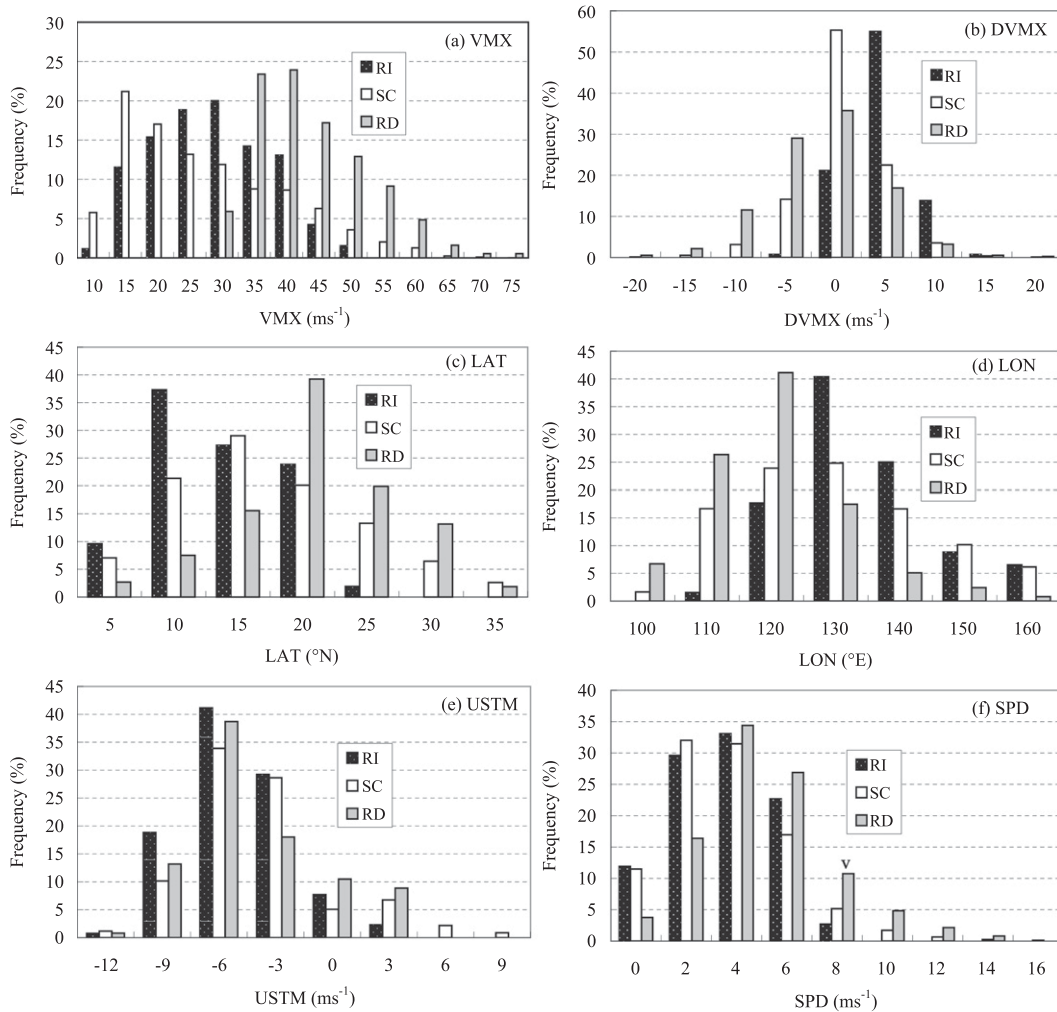 (a) VMX
Frequency (%)
30
25
20
15
10
5
0
RI
SC
RD
10 15 20 25 30 35 40 45 50 55 60 65 70 75
VMX (ms-1)
(b) DVMX
Frequency (%)
60
50
40
30
20
10
0
RI
SC
RD
-20 -15 -10 -5 0 5 10 15 20
DVMX (ms-1)
(c) LAT
Frequency (%)
45
40
35
30
25
20
15
10
5
0
RI
SC
RD
5 10 15 20 25 30 35
LAT (°N)
(d) LON
Frequency (%)
45
40
35
30
25
20
15
10
5
0
RI
SC
RD
100 110 120 130 140 150 160
LON (°E)
(e) USTM
Frequency (%)
45
40
35
30
25
20
15
10
5
0
RI
SC
RD
-12 -9 -6 -3 0 3 6 9
USTM (ms-1)
(f) SPD
Frequency (%)
40
35
30
25
20
15
10
5
0
RI
SC
RD
v
0 2 4 6 8 10 12 14 16
SPD (ms-1)